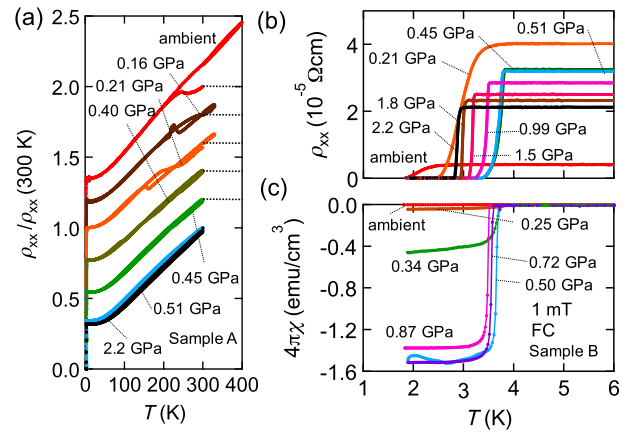 (a)
ρxx/ρxx (300 K)
2.5
2.0
1.5
1.0
0.5
0.0
ambient
0.16 GPa
0.21 GPa
0.40 GPa
0.45 GPa
0.51 GPa
2.2 GPa
Sample A
0 100 200 300 400
T (K)
(b)
ρxx (10⁻⁵ Ωcm)
4
2
0
0.45 GPa
0.51 GPa
0.21 GPa
1.8 GPa
2.2 GPa
0.99 GPa
ambient
1.5 GPa
(c)
4πχ (emu/cm³)
0.0
-0.4
-0.8
-1.2
-1.6
ambient
0.25 GPa
0.34 GPa
0.72 GPa
0.50 GPa
0.87 GPa
1 mT
FC
Sample B
1 2 3 4 5 6
T (K)